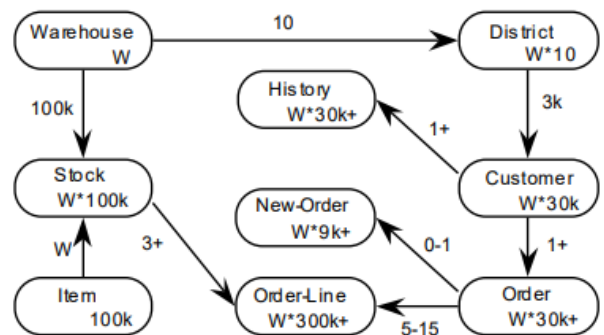 Warehouse
W
10
District
W*10
History
W*30k+
100k
3k
1+
Stock
W*100k
Customer
W*30k
New-Order
W*9k+
W
3+
0-1
1+
Item
100k
Order-Line
W*300k+
5-15
Order
W*30k+